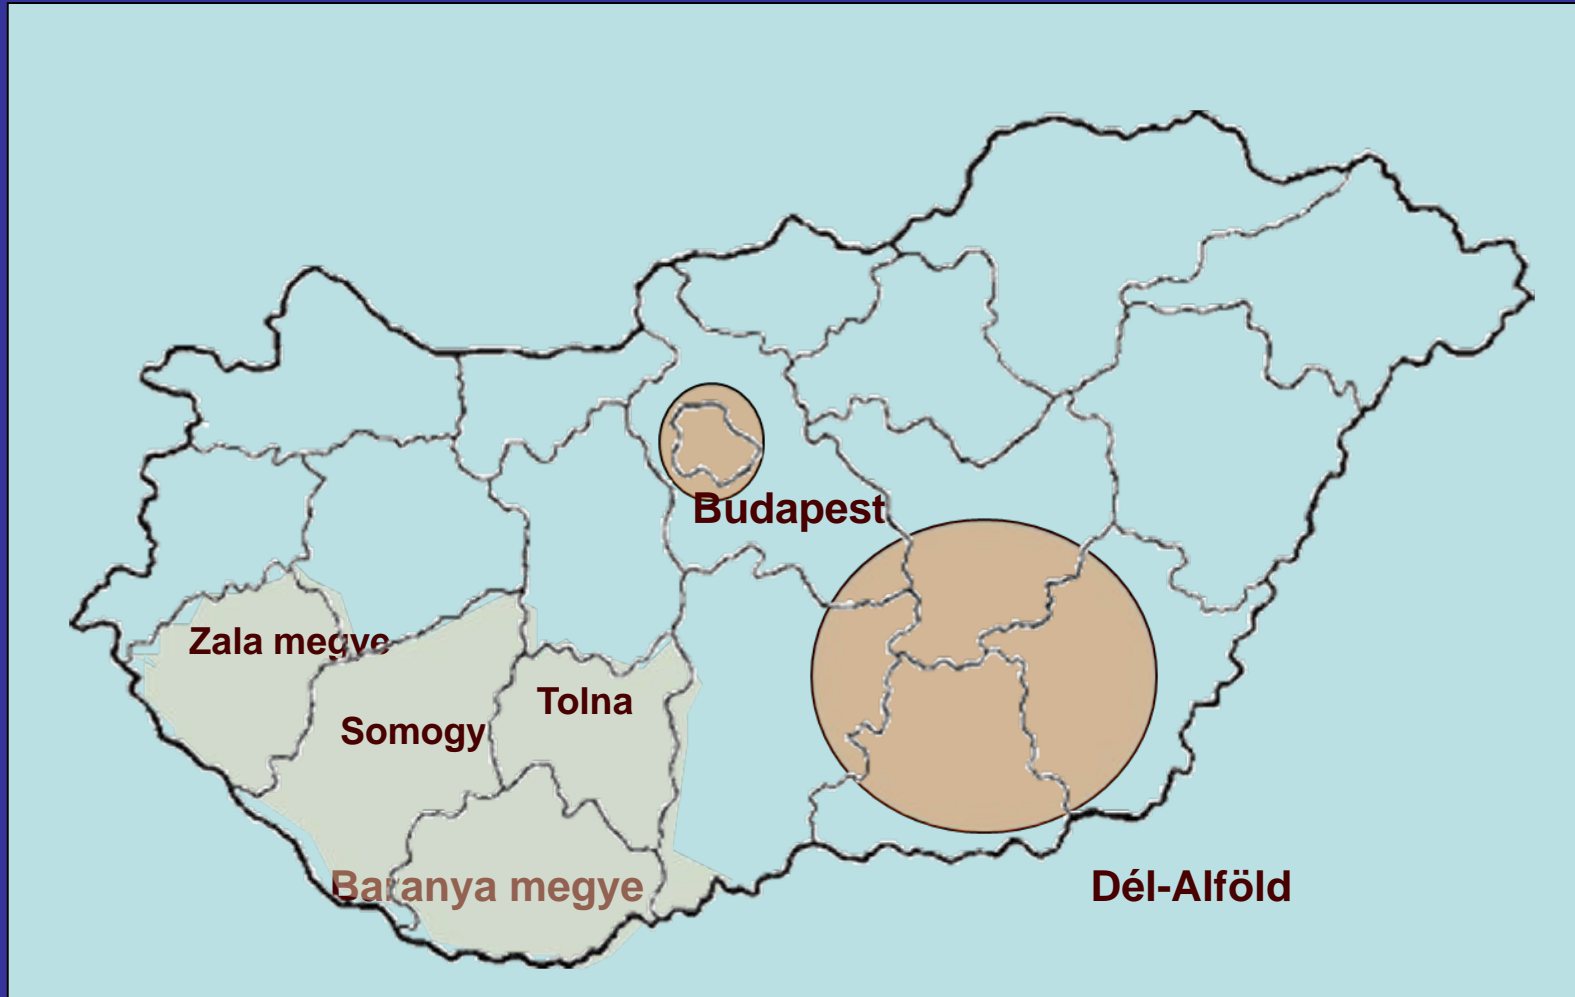 Budapest
Zala megye
Tolna
Somogy
Baranya megye
Dél-Alföld